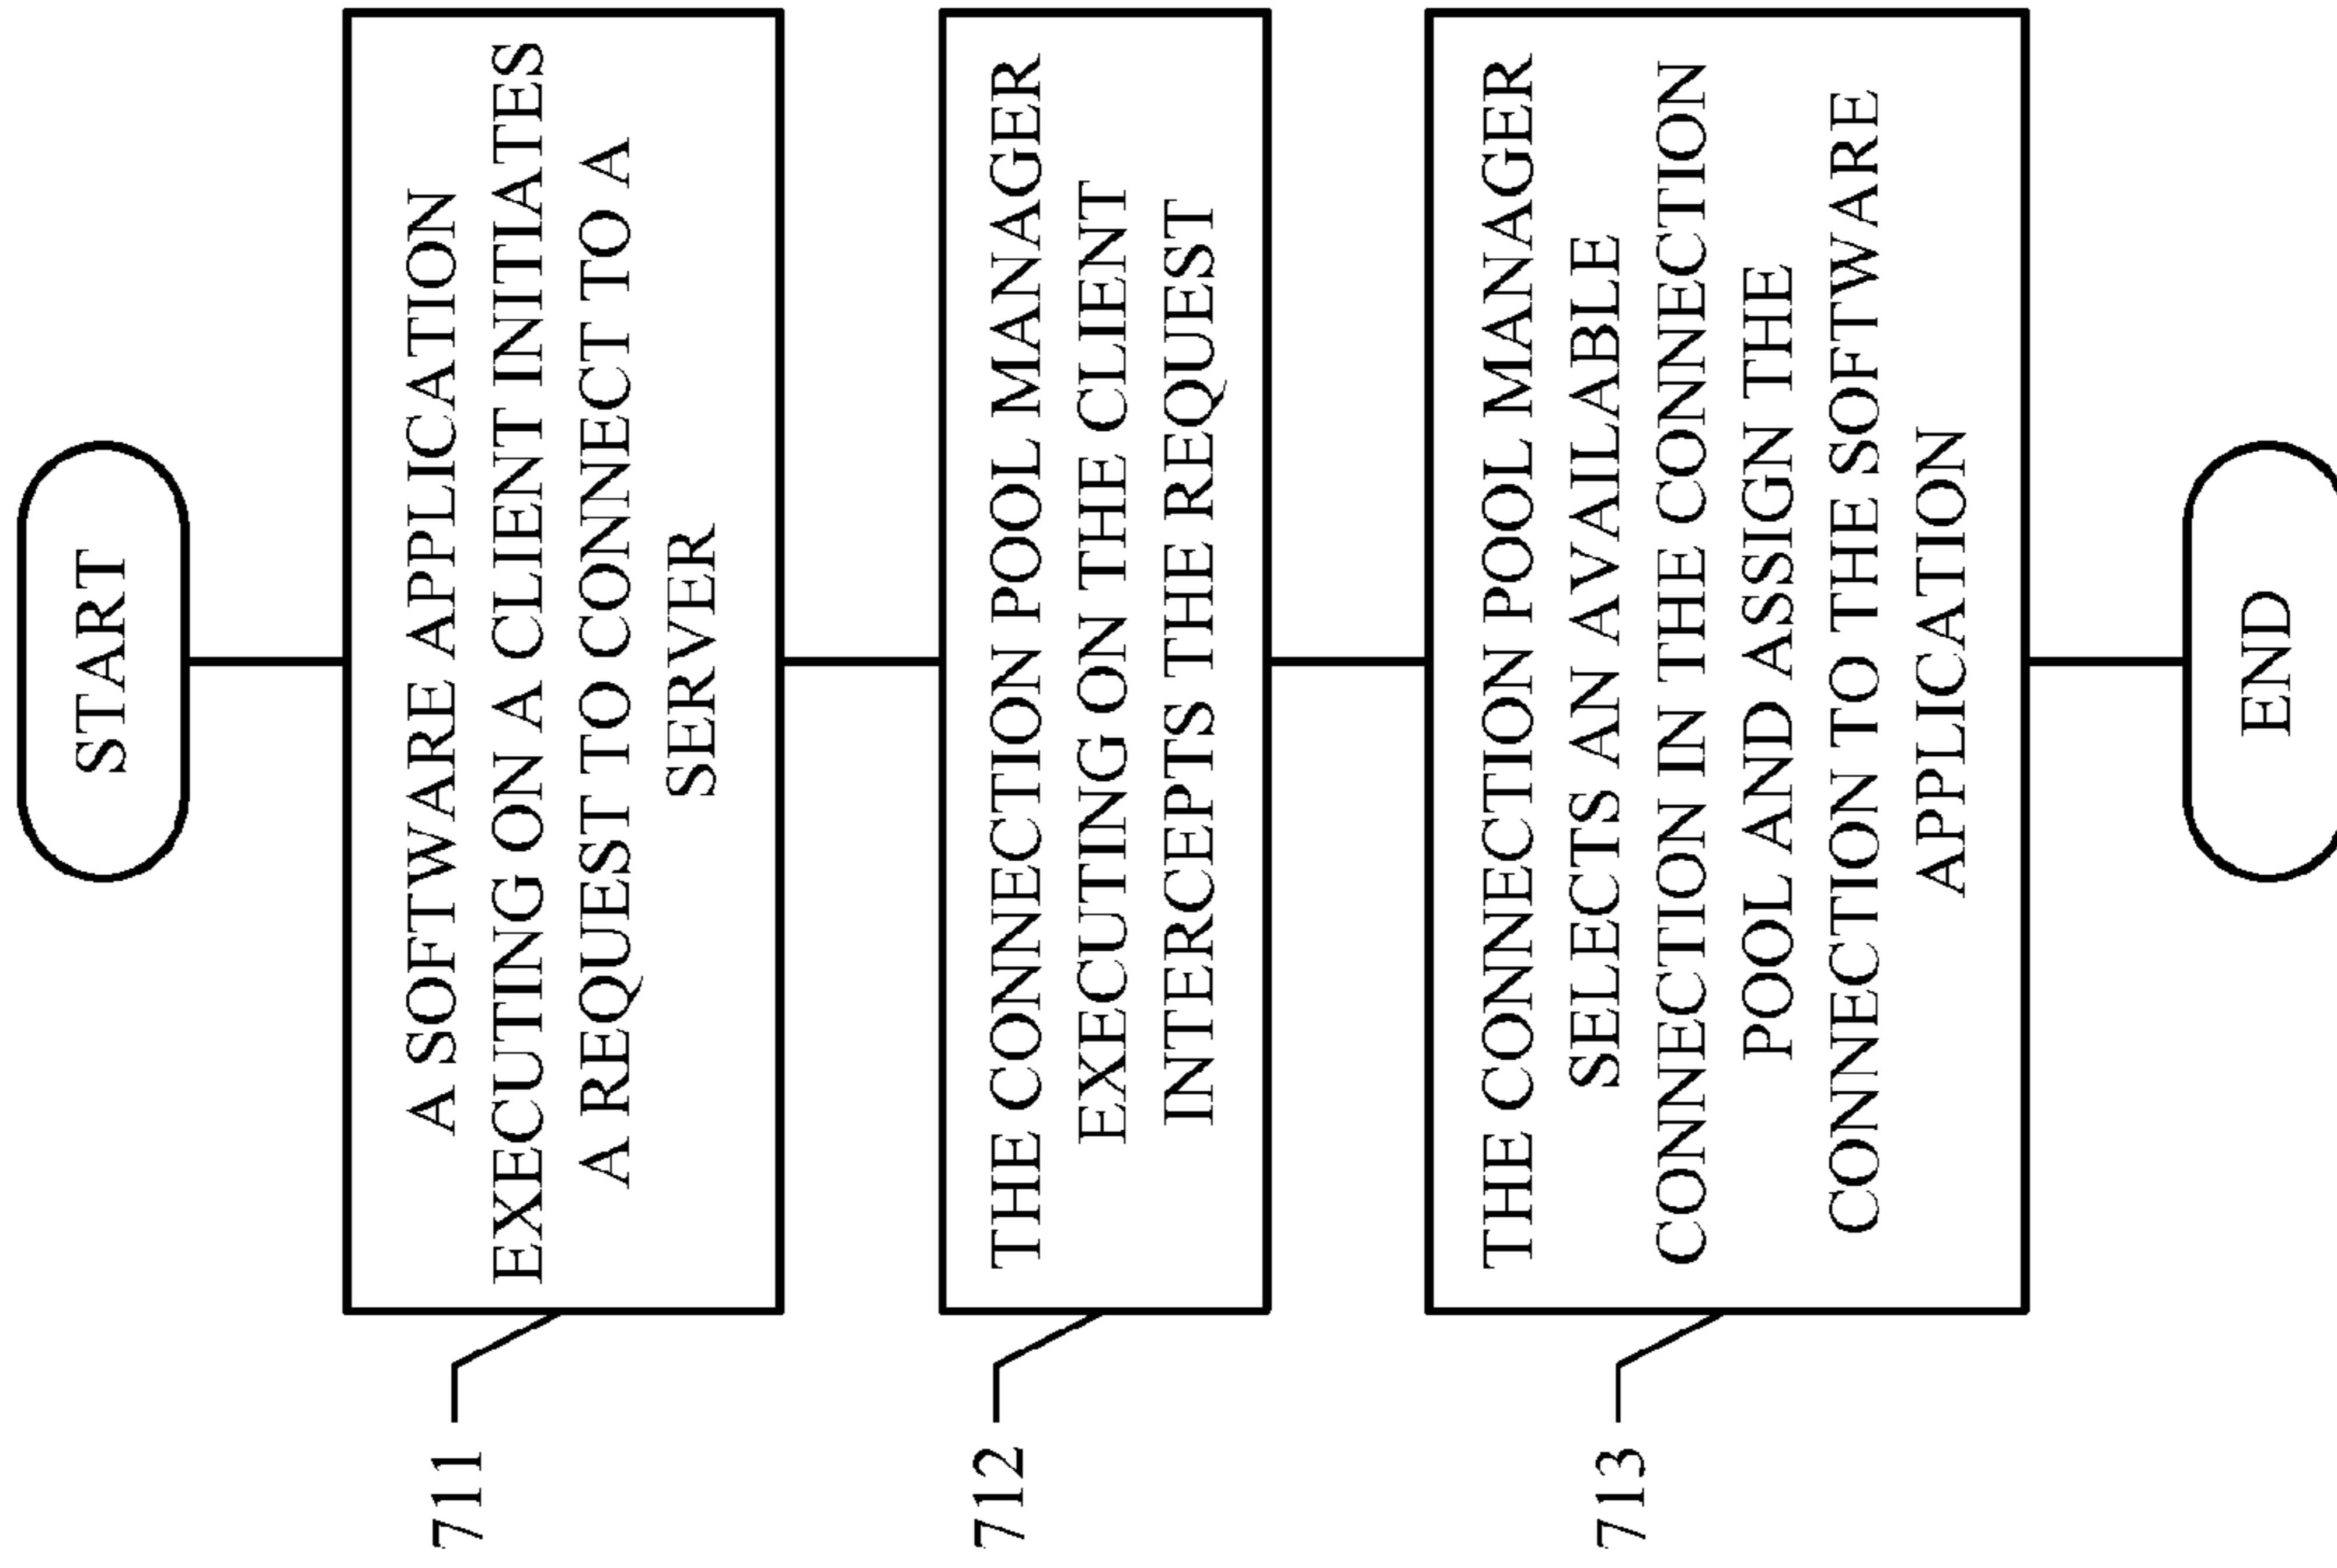 START
A SOFTWARE APPLICATION
EXECUTING ON A CLIENT INITIATES
A REQUEST TO CONNECT TO A
SERVER
711
THE CONNECTION POOL MANAGER
EXECUTING ON THE CLIENT
INTERCEPTS THE REQUEST
712
THE CONNECTION POOL MANAGER
SELECTS AN AVAILABLE
CONNECTION IN THE CONNECTION
POOL AND ASSIGN THE
CONNECTION TO THE SOFTWARE
APPLICATION
713
END